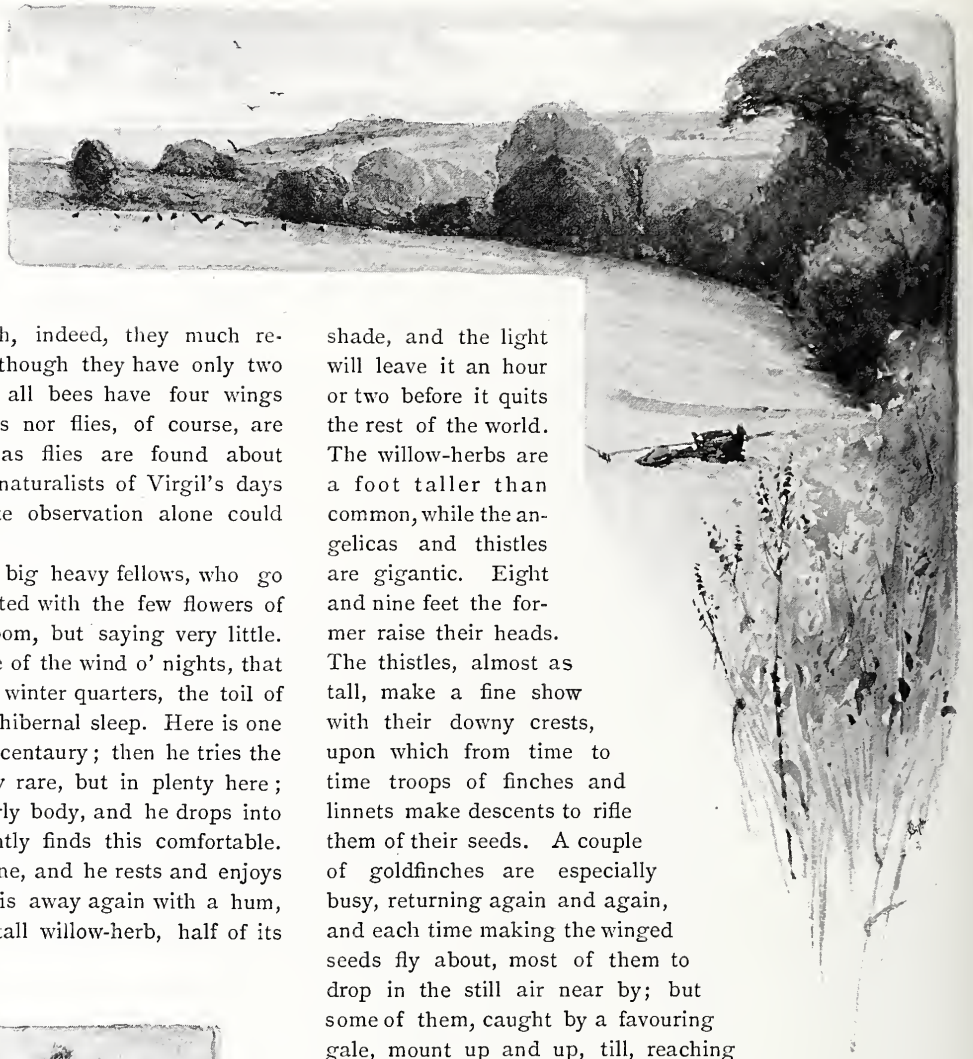 h, indeed, they much re-
though they have only two
all bees have four wings
s nor flies, of course, are
as flies are found about
naturalists of Virgil's days
e observation alone could
big heavy fellows, who go
ted with the few flowers of
om, but saying very little.
e of the wind o' nights, that
winter quarters, the toil of
hibernal sleep. Here is one
centaury; then he tries the
y rare, but in plenty here;
rly body, and he drops into
ntly finds this comfortable.
ne, and he rests and enjoys
is away again with a hum,
tall willow-herb, half of its
shade, and the light
will leave it an hour
or two before it quits
the rest of the world.
The willow-herbs are
a foot taller than
common, while the an-
gelicas and thistles
are gigantic. Eight
and nine feet the for-
mer raise their heads.
The thistles, almost as
tall, make a fine show
with their downy crests,
upon which from time to
time troops of finches and
linnets make descents to rifle
them of their seeds. A couple
of goldfinches are especially
busy, returning again and again,
and each time making the winged
seeds fly about, most of them to
drop in the still air near by; but
some of them, caught by a favouring
gale, mount up and up, till, reaching